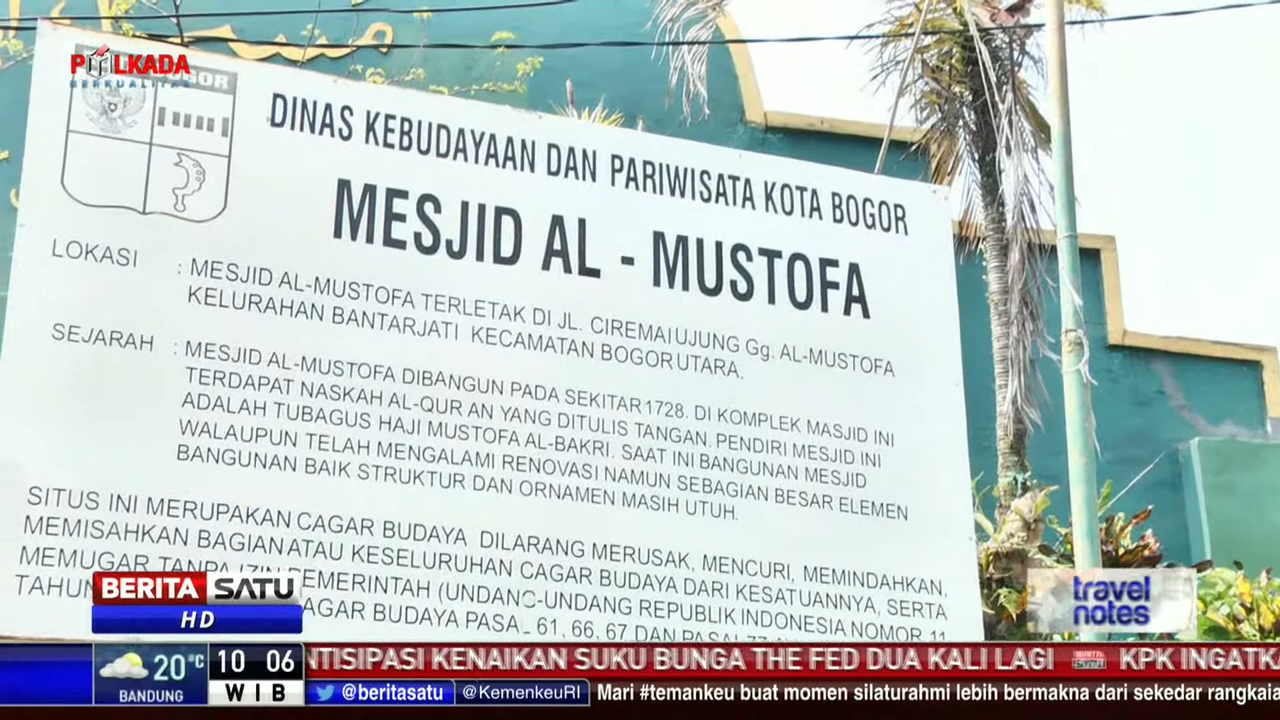 PILKADA
BERKUALITAS
BOGOR
DINAS KEBUDAYAAN DAN PARIWISATA KOTA BOGOR
MESJID AL - MUSTOFA
LOKASI : MESJID AL-MUSTOFA TERLETAK DI JL. CIREMAI UJUNG Gg. AL-MUSTOFA
KELURAHAN BANTARJATI KECAMATAN BOGOR UTARA.
SEJARAH : MESJID AL-MUSTOFA DIBANGUN PADA SEKITAR 1728. DI KOMPLEK MASJID INI
TERDAPAT NASKAH AL-QUR AN YANG DITULIS TANGAN. PENDIRI MESJID INI
ADALAH TUBAGUS HAJI MUSTOFA AL-BAKRI. SAAT INI BANGUNAN MESJID
WALAUPUN TELAH MENGALAMI RENOVASI NAMUN SEBAGIAN BESAR ELEMEN
BANGUNAN BAIK STRUKTUR DAN ORNAMEN MASIH UTUH.
SITUS INI MERUPAKAN CAGAR BUDAYA DILARANG MERUSAK, MENCURI, MEMINDAHKAN,
MEMISAHKAN BAGIAN ATAU KESELURUHAN CAGAR BUDAYA DARI KESATUANNYA, SERTA
MEMUGAR TANPA IZIN PEMERINTAH (UNDANG-UNDANG REPUBLIK INDONESIA NOMOR 11
TAHUN CAGAR BUDAYA PASAL 61, 66, 67 DAN PASAL
BERITA SATU
HD
travel
notes
20°C
BANDUNG
10 06
WIB
NTISIPASI KENAIKAN SUKU BUNGA THE FED DUA KALI LAGI BERITA SATU KPK INGATKA
@beritasatu @KemenkeuRI Mari #temankeu buat momen silaturahmi lebih bermakna dari sekedar rangkaia